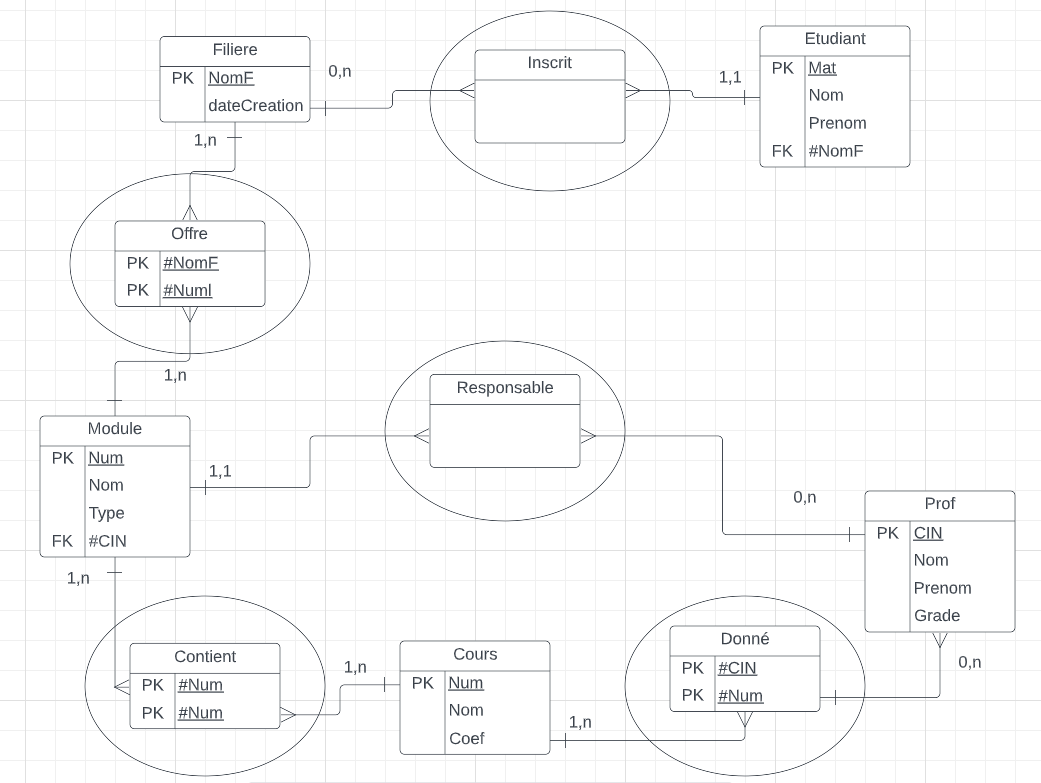 Filiere
PK NomF
dateCreation
0,n
1,n
Inscrit
1,1
Etudiant
PK Mat
Nom
Prenom
FK #NomF
Offre
PK #NomF
PK #Numl
1,n
Responsable
Module
PK Num
Nom
Type
FK #CIN
1,1
1,n
0,n
Prof
PK CIN
Nom
Prenom
Grade
0,n
Contient
PK #Num
PK #Num
1,n
Cours
PK Num
Nom
Coef
1,n
Donné
PK #CIN
PK #Num